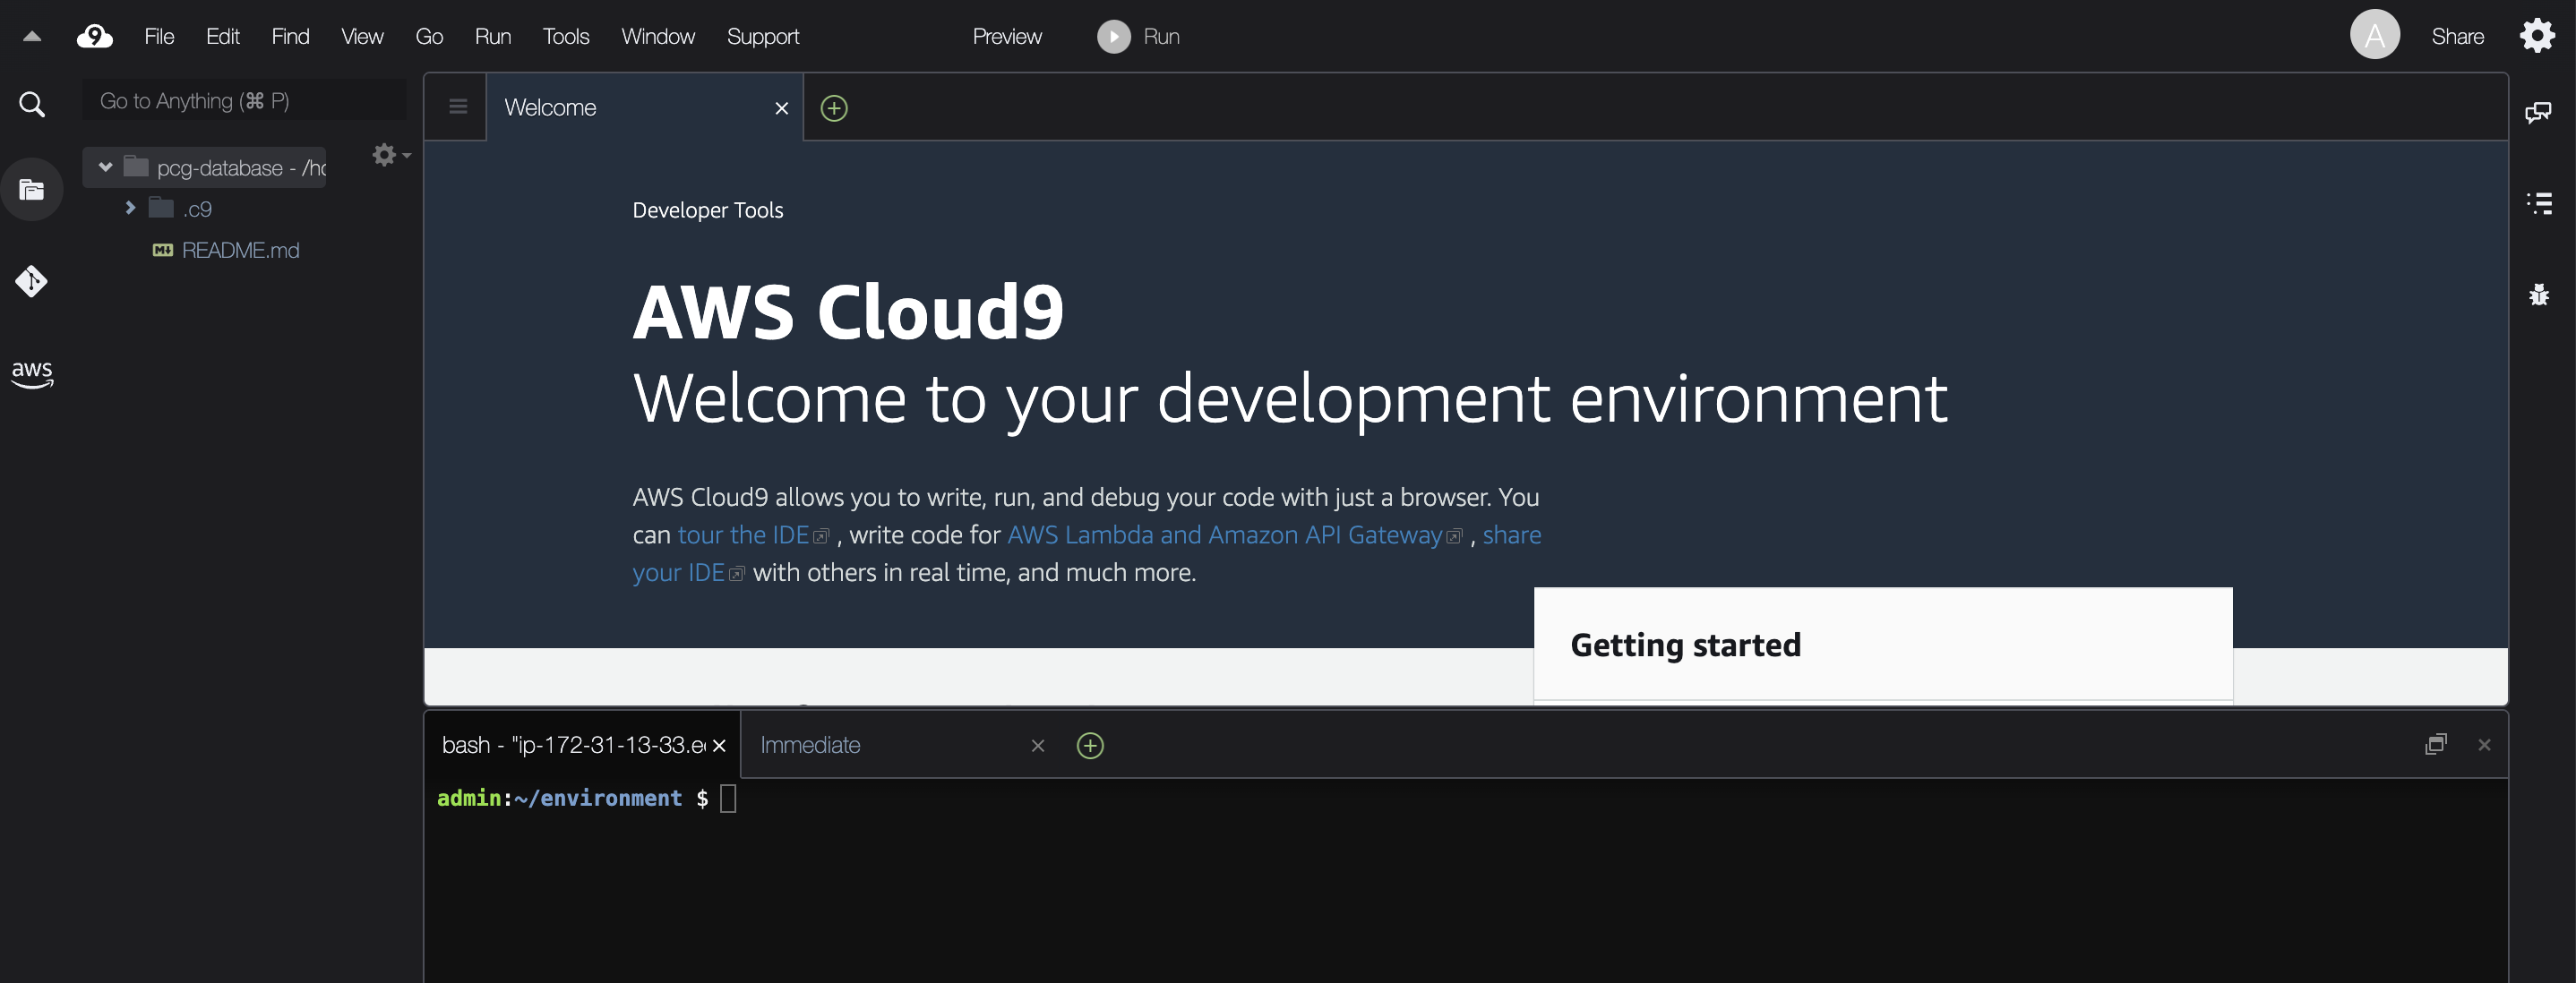 9 File Edit Find View Go Run Tools Window Support Preview Run A Share
Go to Anything (⌘ P)
pcg-database - /ho
.c9
README.md
aws
Welcome
Developer Tools
AWS Cloud9
Welcome to your development environment
AWS Cloud9 allows you to write, run, and debug your code with just a browser. You
can tour the IDE , write code for AWS Lambda and Amazon API Gateway , share
your IDE with others in real time, and much more.
Getting started
bash - "ip-172-31-13-33.ec Immediate
admin:~/environment $